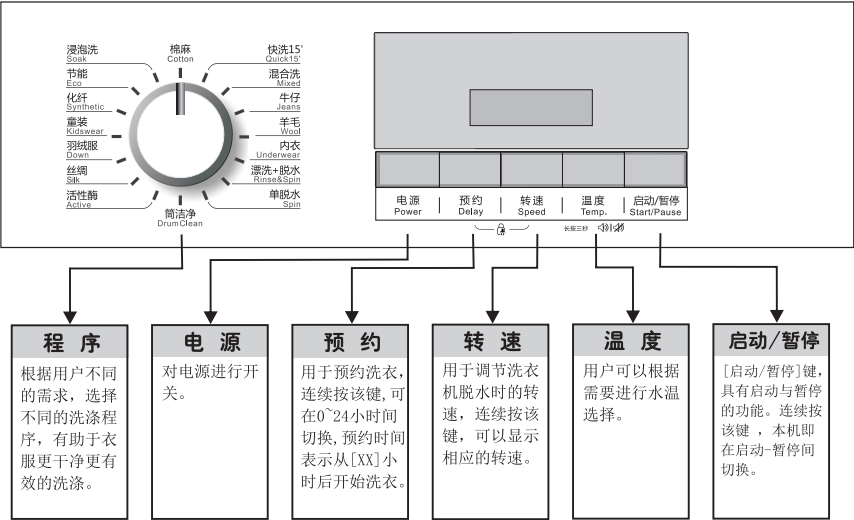 棉麻
Cotton
浸泡洗
Soak
快洗15'
Quick15'
节能
Eco
混合洗
Mixed
化纤
Synthetic
牛仔
Jeans
童装
Kidswear
羊毛
Wool
羽绒服
Down
内衣
Underwear
丝绸
Silk
漂洗+脱水
Rinse&Spin
活性酶
Active
单脱水
Spin
筒洁净
DrumClean
电源
Power
预约
Delay
转速
Speed
温度
Temp.
启动/暂停
Start/Pause
长按三秒
程 序
根据用户不同
的需求，选择
不同的洗涤程
序，有助于衣
服更干净更有
效的洗涤。
电 源
对电源进行开
关。
预 约
用于预约洗衣，
连续按该键,可
在0~24小时间
切换,预约时间
表示从[XX]小
时后开始洗衣。
转 速
用于调节洗衣
机脱水时的转
速，连续按该
键，可以显示
相应的转速。
温 度
用户可以根据
需要进行水温
选择。
启动/暂停
[启动/暂停]键,
具有启动与暂停
的功能。连续按
该键 ，本机即
在启动-暂停间
切换。